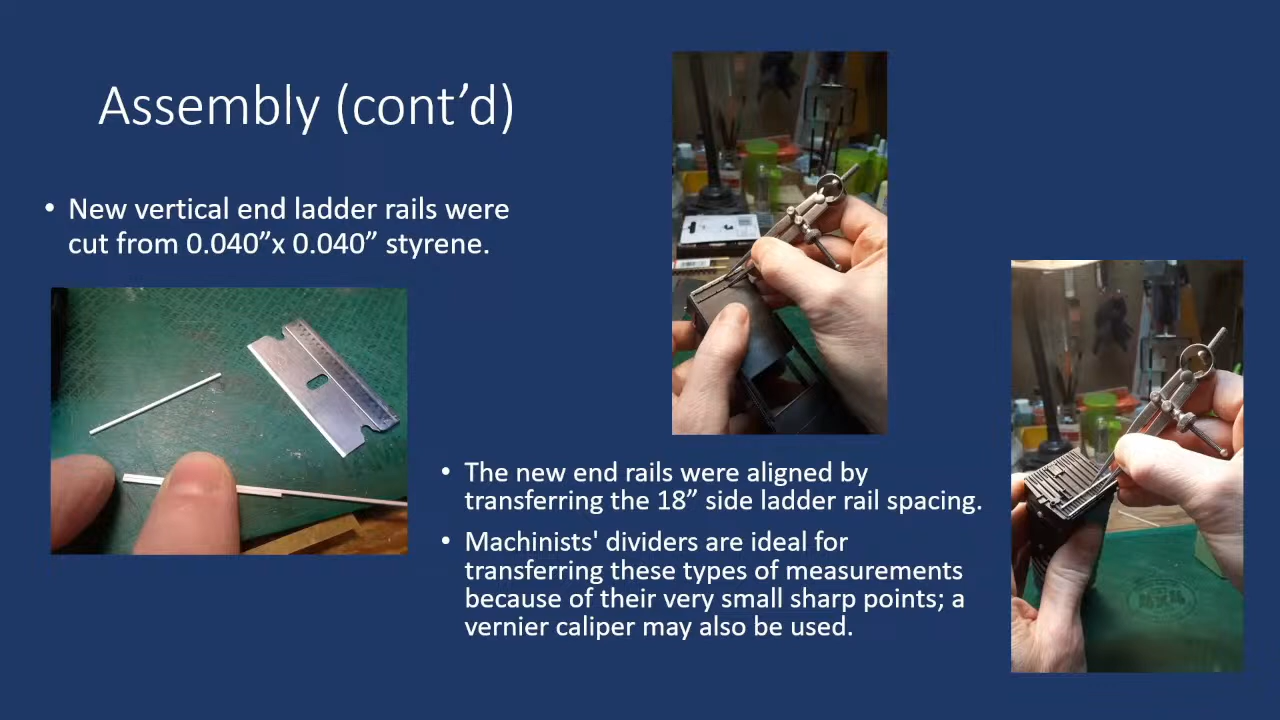 Assembly (cont’d)
• New vertical end ladder rails were
cut from 0.040”x 0.040” styrene.
• The new end rails were aligned by
transferring the 18” side ladder rail spacing.
• Machinists' dividers are ideal for
transferring these types of measurements
because of their very small sharp points; a
vernier caliper may also be used.